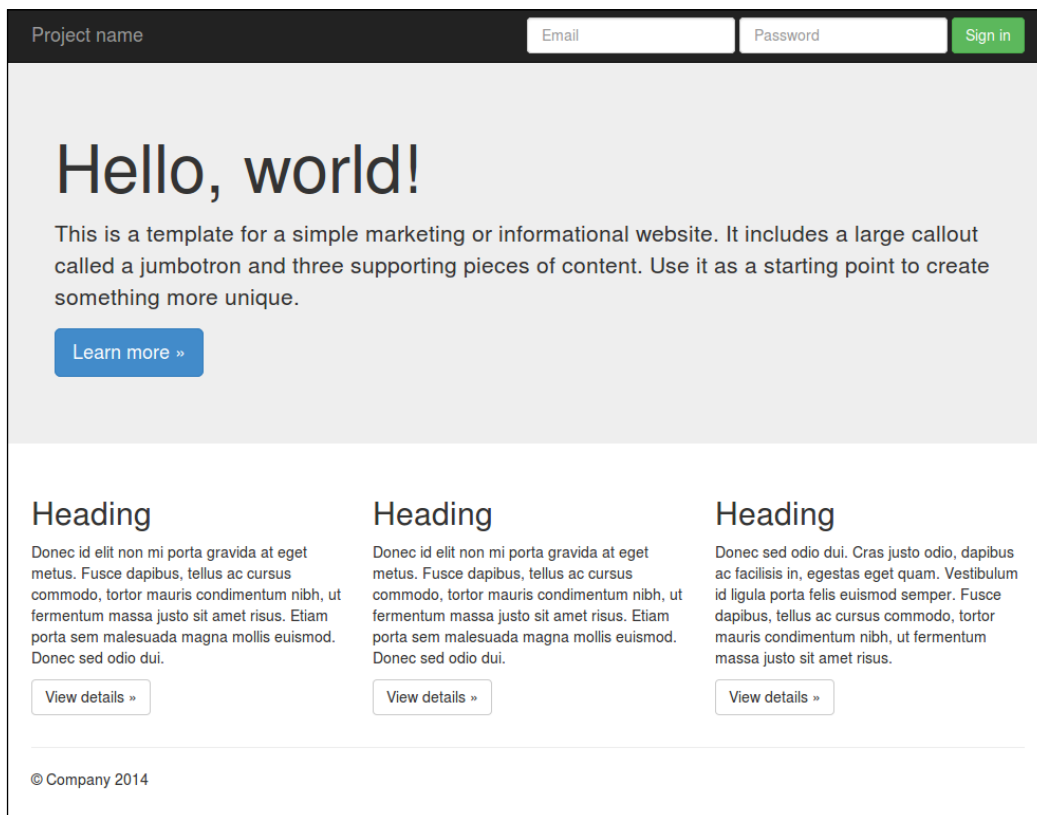 Project name
Email
Password
Sign in
Hello, world!
This is a template for a simple marketing or informational website. It includes a large callout
called a jumbotron and three supporting pieces of content. Use it as a starting point to create
something more unique.
Learn more »
Heading
Donec id elit non mi porta gravida at eget
metus. Fusce dapibus, tellus ac cursus
commodo, tortor mauris condimentum nibh, ut
fermentum massa justo sit amet risus. Etiam
porta sem malesuada magna mollis euismod.
Donec sed odio dui.
View details »
Heading
Donec id elit non mi porta gravida at eget
metus. Fusce dapibus, tellus ac cursus
commodo, tortor mauris condimentum nibh, ut
fermentum massa justo sit amet risus. Etiam
porta sem malesuada magna mollis euismod.
Donec sed odio dui.
View details »
Heading
Donec sed odio dui. Cras justo odio, dapibus
ac facilisis in, egestas eget quam. Vestibulum
id ligula porta felis euismod semper. Fusce
dapibus, tellus ac cursus commodo, tortor
mauris condimentum nibh, ut fermentum
massa justo sit amet risus.
View details »
© Company 2014